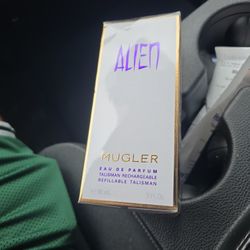 ALIEN
MUGLER
EAU DE PARFUM
TALISMAN RECHARGEABLE
REFILLABLE TALISMAN